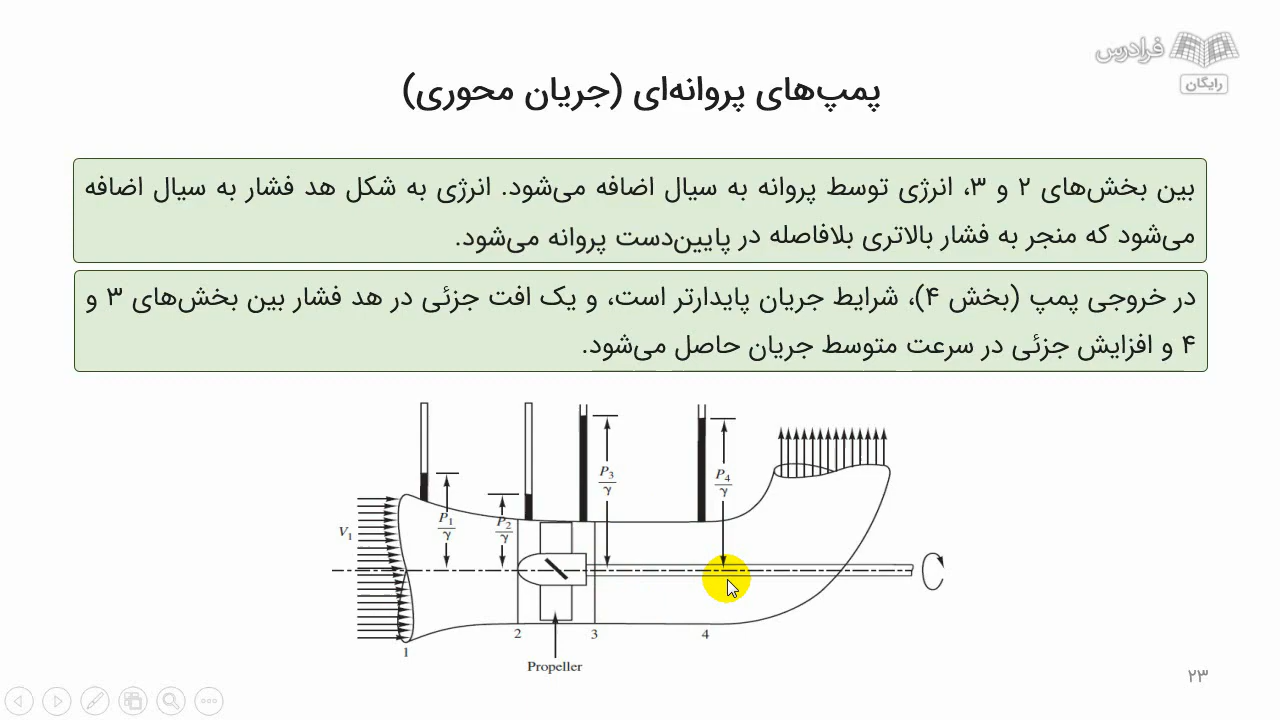 فرادرس
رایگان
پمپ‌های پروانه‌ای (جریان محوری)
بین بخش‌های ۲ و ۳، انرژی توسط پروانه به سیال اضافه می‌شود. انرژی به شکل هد فشار به سیال اضافه
می‌شود که منجر به فشار بالاتری بلافاصله در پایین‌دست پروانه می‌شود.
در خروجی پمپ (بخش ۴)، شرایط جریان پایدارتر است، و یک افت جزئی در هد فشار بین بخش‌های ۳ و
۴ و افزایش جزئی در سرعت متوسط جریان حاصل می‌شود.
P3
γ
P4
γ
P1
γ
P2
γ
V1
2
3
4
1
Propeller
۲۳